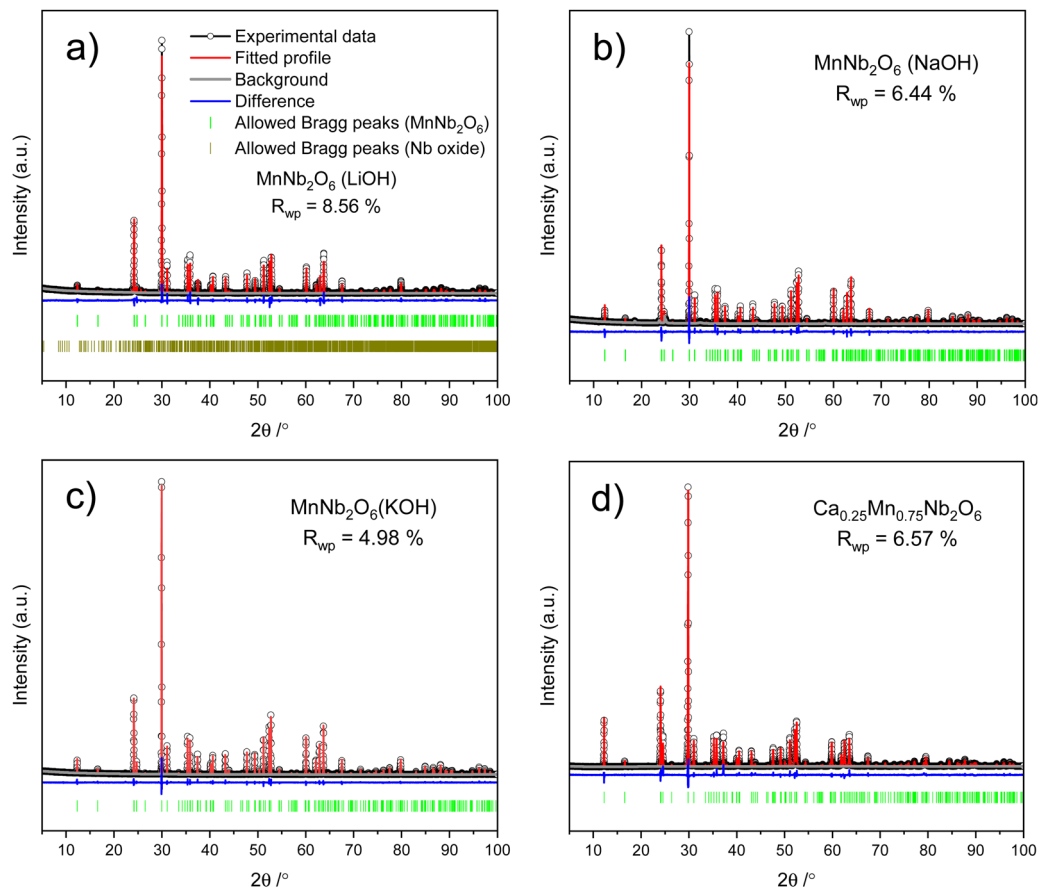 a)
Experimental data
Fitted profile
Background
Difference
Allowed Bragg peaks (MnNb₂O₆)
Allowed Bragg peaks (Nb oxide)
MnNb₂O₆ (LiOH)
R_wp = 8.56 %
Intensity (a.u.)
10 20 30 40 50 60 70 80 90 100
2θ /°
b)
MnNb₂O₆ (NaOH)
R_wp = 6.44 %
Intensity (a.u.)
10 20 30 40 50 60 70 80 90 100
2θ /°
c)
MnNb₂O₆(KOH)
R_wp = 4.98 %
Intensity (a.u.)
10 20 30 40 50 60 70 80 90 100
2θ /°
d)
Ca₀.₂₅Mn₀.₇₅Nb₂O₆
R_wp = 6.57 %
Intensity (a.u.)
10 20 30 40 50 60 70 80 90 100
2θ /°